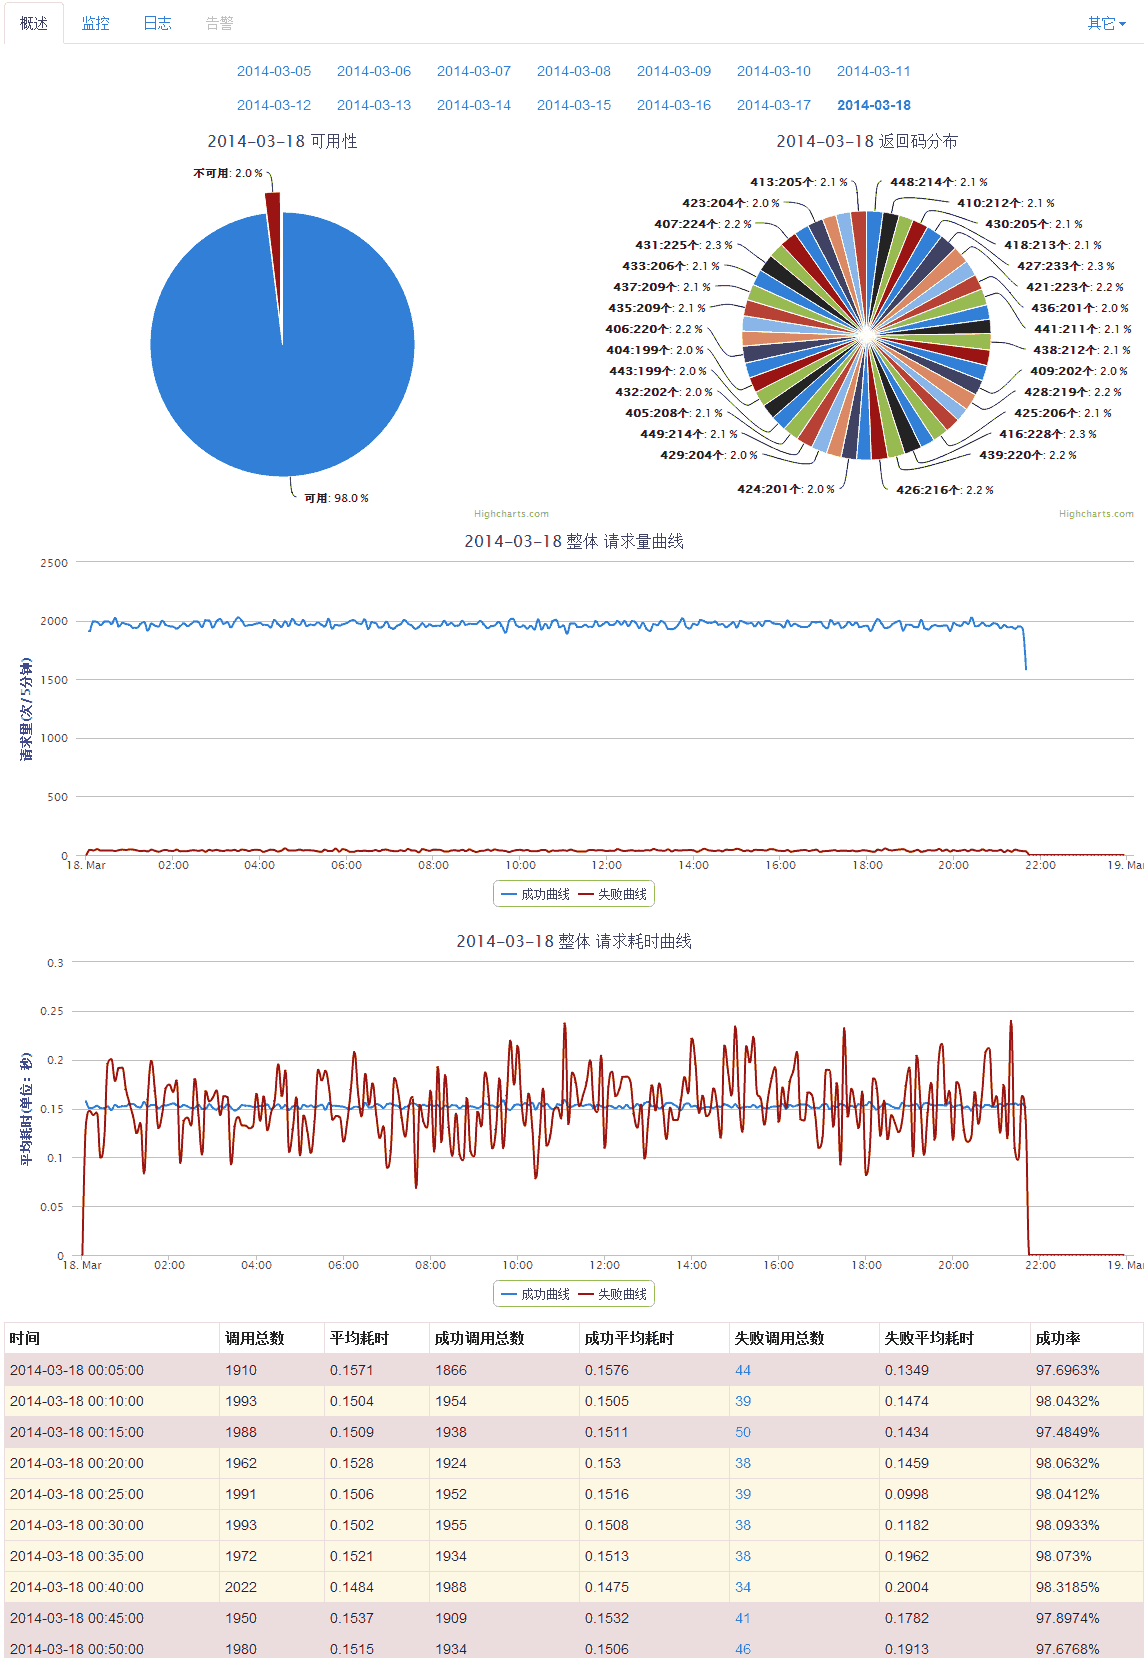 概述 监控 日志 告警 其它
2014-03-05 2014-03-06 2014-03-07 2014-03-08 2014-03-09 2014-03-10 2014-03-11
2014-03-12 2014-03-13 2014-03-14 2014-03-15 2014-03-16 2014-03-17 2014-03-18
2014-03-18 可用性
不可用: 2.0 %
可用: 98.0 %
Highcharts.com
2014-03-18 返回码分布
413:205个: 2.1 % 448:214个: 2.1 %
423:204个: 2.0 % 410:212个: 2.1 %
407:224个: 2.2 % 430:205个: 2.1 %
431:225个: 2.3 % 418:213个: 2.1 %
433:206个: 2.1 % 427:233个: 2.3 %
437:209个: 2.1 % 421:223个: 2.2 %
435:209个: 2.1 % 436:201个: 2.0 %
406:220个: 2.2 % 441:211个: 2.1 %
404:199个: 2.0 % 438:212个: 2.1 %
443:199个: 2.0 % 409:202个: 2.0 %
432:202个: 2.0 % 428:219个: 2.2 %
405:208个: 2.1 % 425:206个: 2.1 %
449:214个: 2.1 % 416:228个: 2.3 %
429:204个: 2.0 % 439:220个: 2.2 %
424:201个: 2.0 % 426:216个: 2.2 %
Highcharts.com
2014-03-18 整体 请求量曲线
请求量(次/5分钟)
2500
2000
1500
1000
500
0
18. Mar 02:00 04:00 06:00 08:00 10:00 12:00 14:00 16:00 18:00 20:00 22:00 19. Mar
成功曲线 失败曲线
2014-03-18 整体 请求耗时曲线
平均耗时(单位: 秒)
0.3
0.25
0.2
0.15
0.1
0.05
0
18. Mar 02:00 04:00 06:00 08:00 10:00 12:00 14:00 16:00 18:00 20:00 22:00 19. Mar
成功曲线 失败曲线
时间 调用总数 平均耗时 成功调用总数 成功平均耗时 失败调用总数 失败平均耗时 成功率
2014-03-18 00:05:00 1910 0.1571 1866 0.1576 44 0.1349 97.6963%
2014-03-18 00:10:00 1993 0.1504 1954 0.1505 39 0.1474 98.0432%
2014-03-18 00:15:00 1988 0.1509 1938 0.1511 50 0.1434 97.4849%
2014-03-18 00:20:00 1962 0.1528 1924 0.153 38 0.1459 98.0632%
2014-03-18 00:25:00 1991 0.1506 1952 0.1516 39 0.0998 98.0412%
2014-03-18 00:30:00 1993 0.1502 1955 0.1508 38 0.1182 98.0933%
2014-03-18 00:35:00 1972 0.1521 1934 0.1513 38 0.1962 98.073%
2014-03-18 00:40:00 2022 0.1484 1988 0.1475 34 0.2004 98.3185%
2014-03-18 00:45:00 1950 0.1537 1909 0.1532 41 0.1782 97.8974%
2014-03-18 00:50:00 1980 0.1515 1934 0.1506 46 0.1913 97.6768%